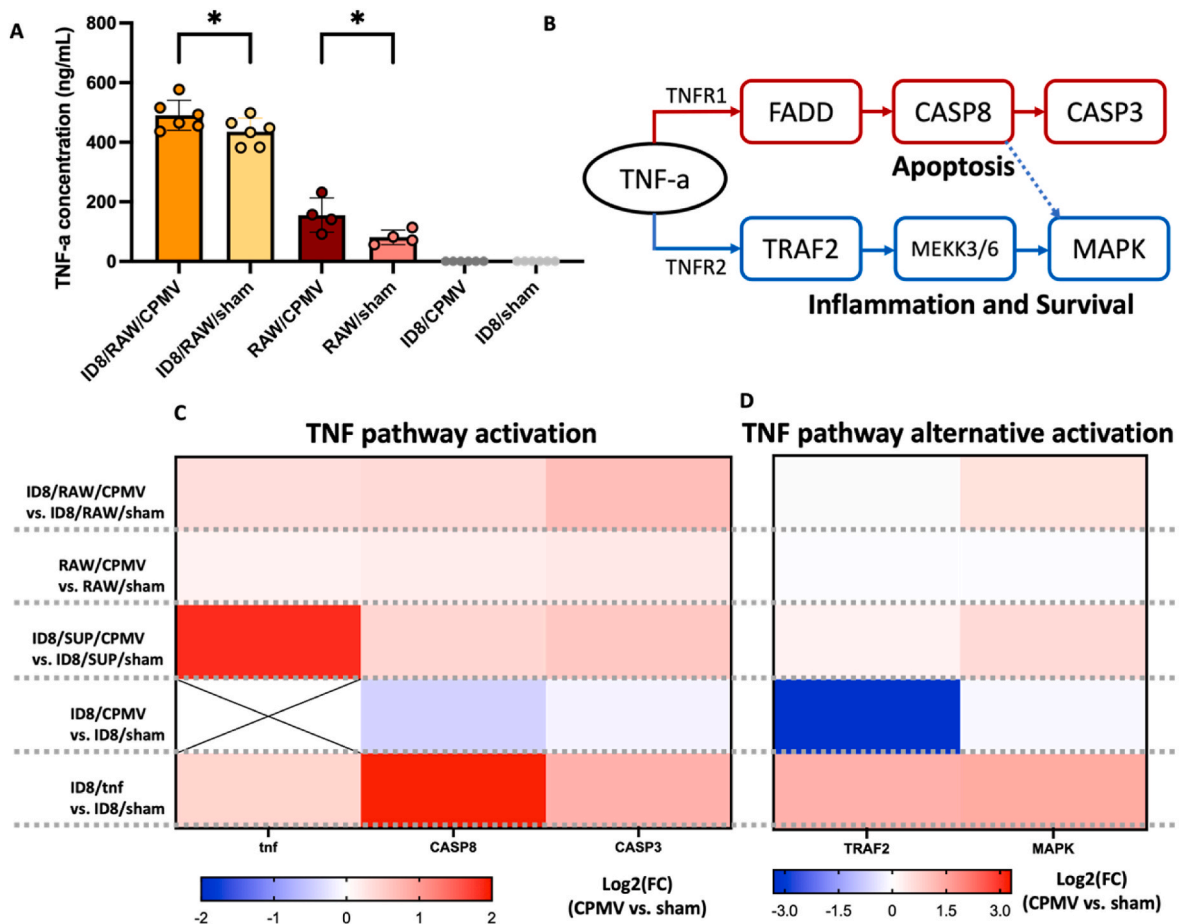 A
TNF-a concentration (ng/mL)
800
600
400
200
0
*
*
ID8/RAW/CPMV
ID8/RAW/sham
RAW/CPMV
RAW/sham
ID8/CPMV
ID8/sham
B
TNF-a
TNFR1
FADD
CASP8
CASP3
Apoptosis
TNFR2
TRAF2
MEKK3/6
MAPK
Inflammation and Survival
C
TNF pathway activation
ID8/RAW/CPMV
vs. ID8/RAW/sham
RAW/CPMV
vs. RAW/sham
ID8/SUP/CPMV
vs. ID8/SUP/sham
ID8/CPMV
vs. ID8/sham
ID8/tnf
vs. ID8/sham
tnf
CASP8
CASP3
-2
-1
0
1
2
Log2(FC)
(CPMV vs. sham)
D
TNF pathway alternative activation
TRAF2
MAPK
-3.0
-1.5
0
1.5
3.0
Log2(FC)
(CPMV vs. sham)